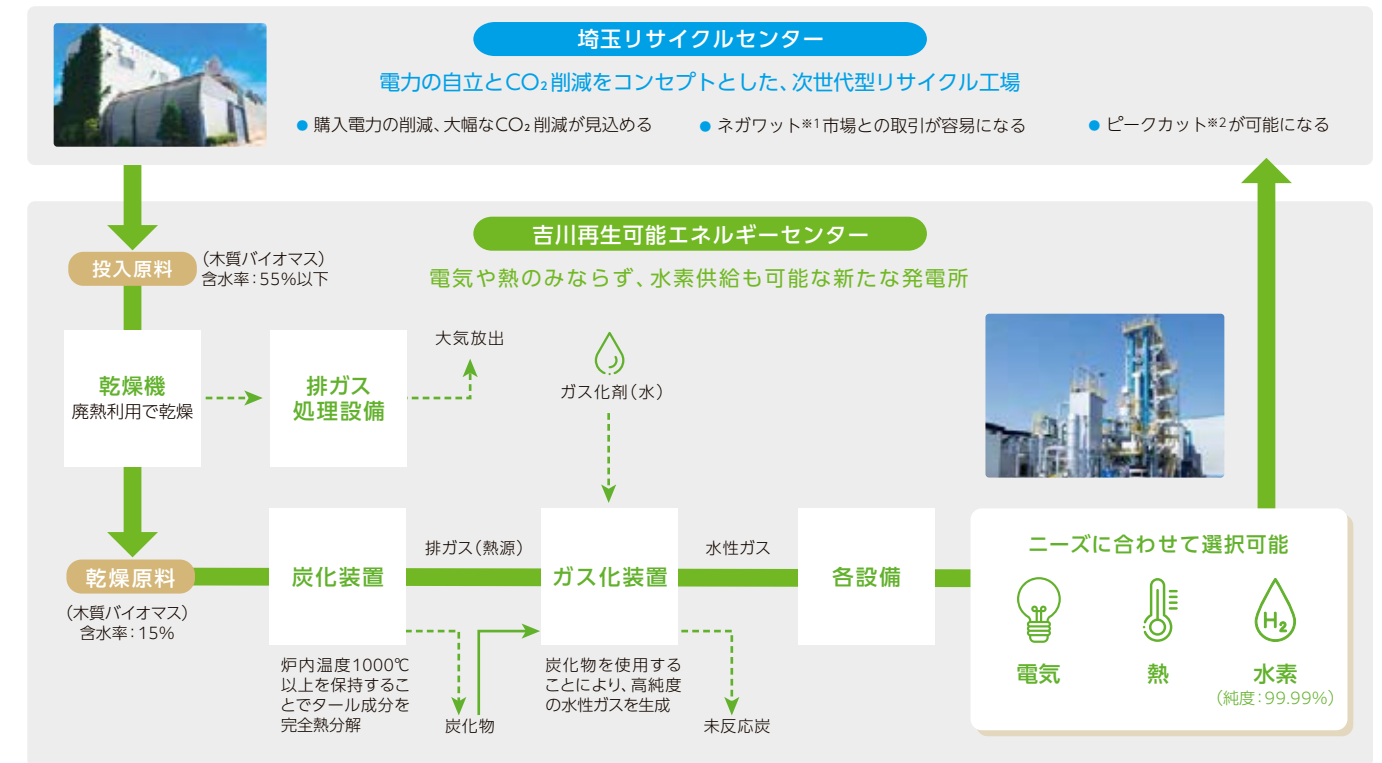 埼玉リサイクルセンター
電力の自立とCO₂削減をコンセプトとした、次世代型リサイクル工場
● 購入電力の削減、大幅なCO₂削減が見込める
● ネガワット※1市場との取引が容易になる
● ピークカット※2が可能になる
吉川再生可能エネルギーセンター
電気や熱のみならず、水素供給も可能な新たな発電所
投入原料
(木質バイオマス)
含水率：55%以下
乾燥機
廃熱利用で乾燥
排ガス
処理設備
大気放出
ガス化剤(水)
乾燥原料
(木質バイオマス)
含水率：15%
炭化装置
炉内温度1000℃
以上を保持するこ
とでタール成分を
完全熱分解
排ガス(熱源)
炭化物
ガス化装置
炭化物を使用する
ことにより、高純度
の水性ガスを生成
水性ガス
未反応炭
各設備
ニーズに合わせて選択可能
電気
熱
H₂
水素
(純度：99.99%)